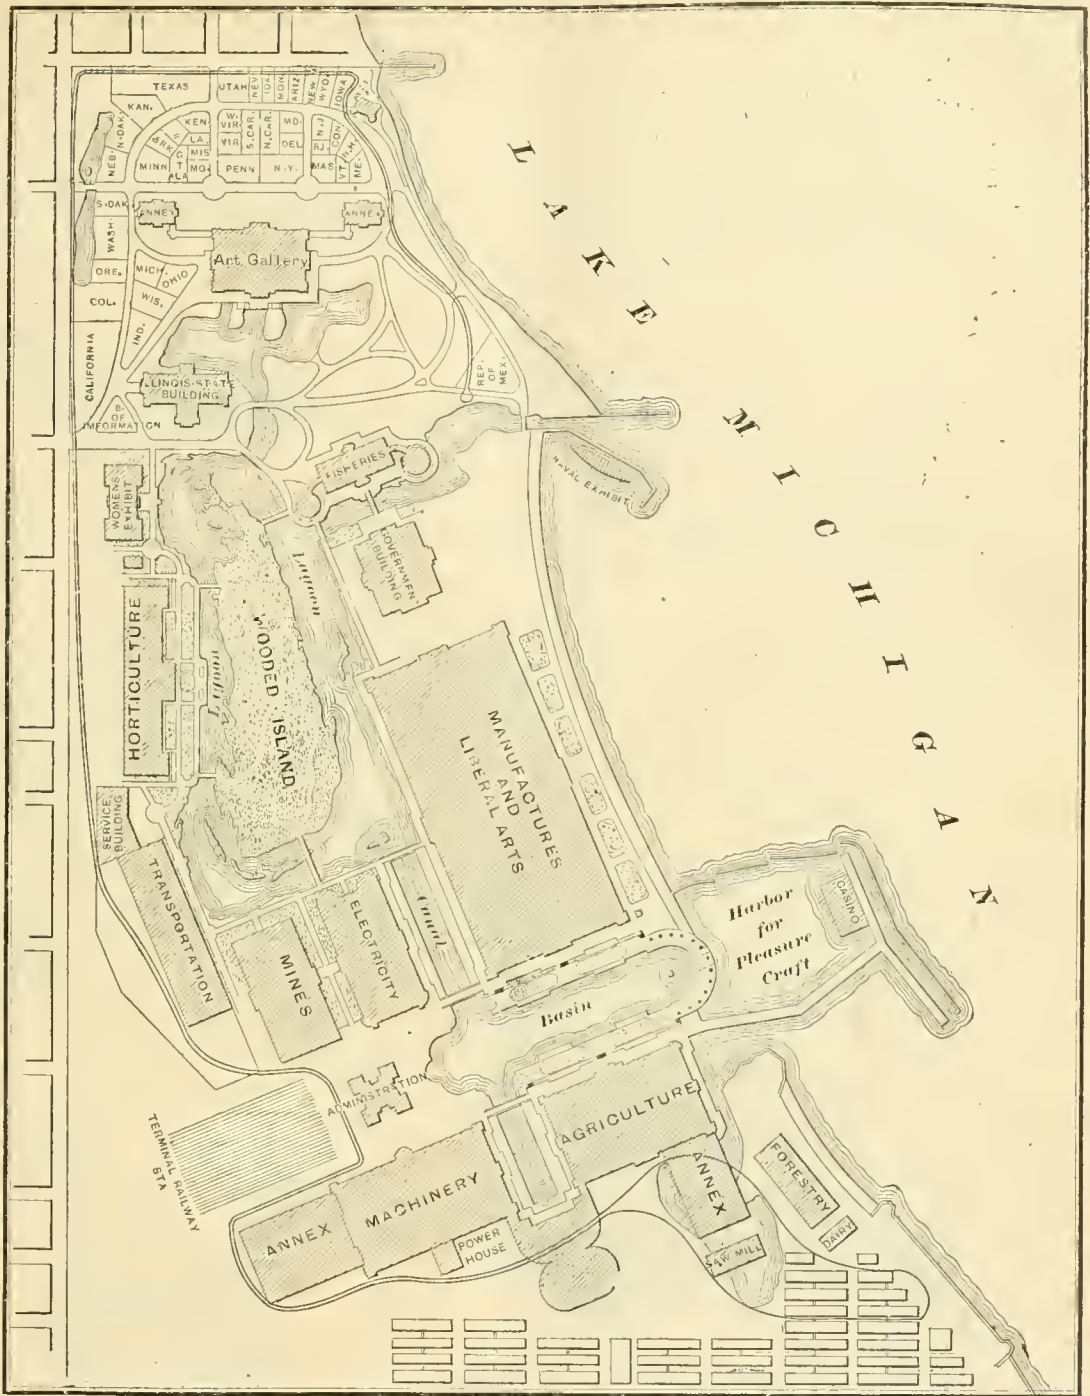 TEXAS
UTAH
NEV
IDA
MON
ARIZ
NEW
WYO
IOWA
KAN.
N·DAK.
NEB.
ARK
KEN.
LA.
MIS
MO.
MINN
W.
VIR.
VIR
S.CAR.
N.CAR.
MD.
DEL
N.J
R.I.
CON
N.H.
V.T
MAS
ME.
PENN
N.Y.
S·DAK.
WASH.
ORE.
COL.
CALIFORNIA
MICH.
OHIO
WIS.
IND.
ANNEX
ANNEX
Art Gallery
ILLINOIS·STATE
BUILDING
B.
OF
INFORMATION
REP.
OF
MEX.
LAKE MICHIGAN
NAVAL EXHIBIT.
FISHERIES
GOVERNMENT
BUILDING
WOMENS
EXHIBIT
HORTICULTURE
Lagoon
Lagoon
WOODED ISLAND
MANUFACTURES
AND
LIBERAL ARTS
SERVICE
BUILDING
TRANSPORTATION
MINES
ELECTRICITY
Canal
Basin
Harbor
for
Pleasure
Craft
CASINO
ADMINISTRATION
TERMINAL RAILWAY
STA
ANNEX
MACHINERY
POWER
HOUSE
AGRICULTURE
ANNEX
FORESTRY
DAIRY
SAW MILL